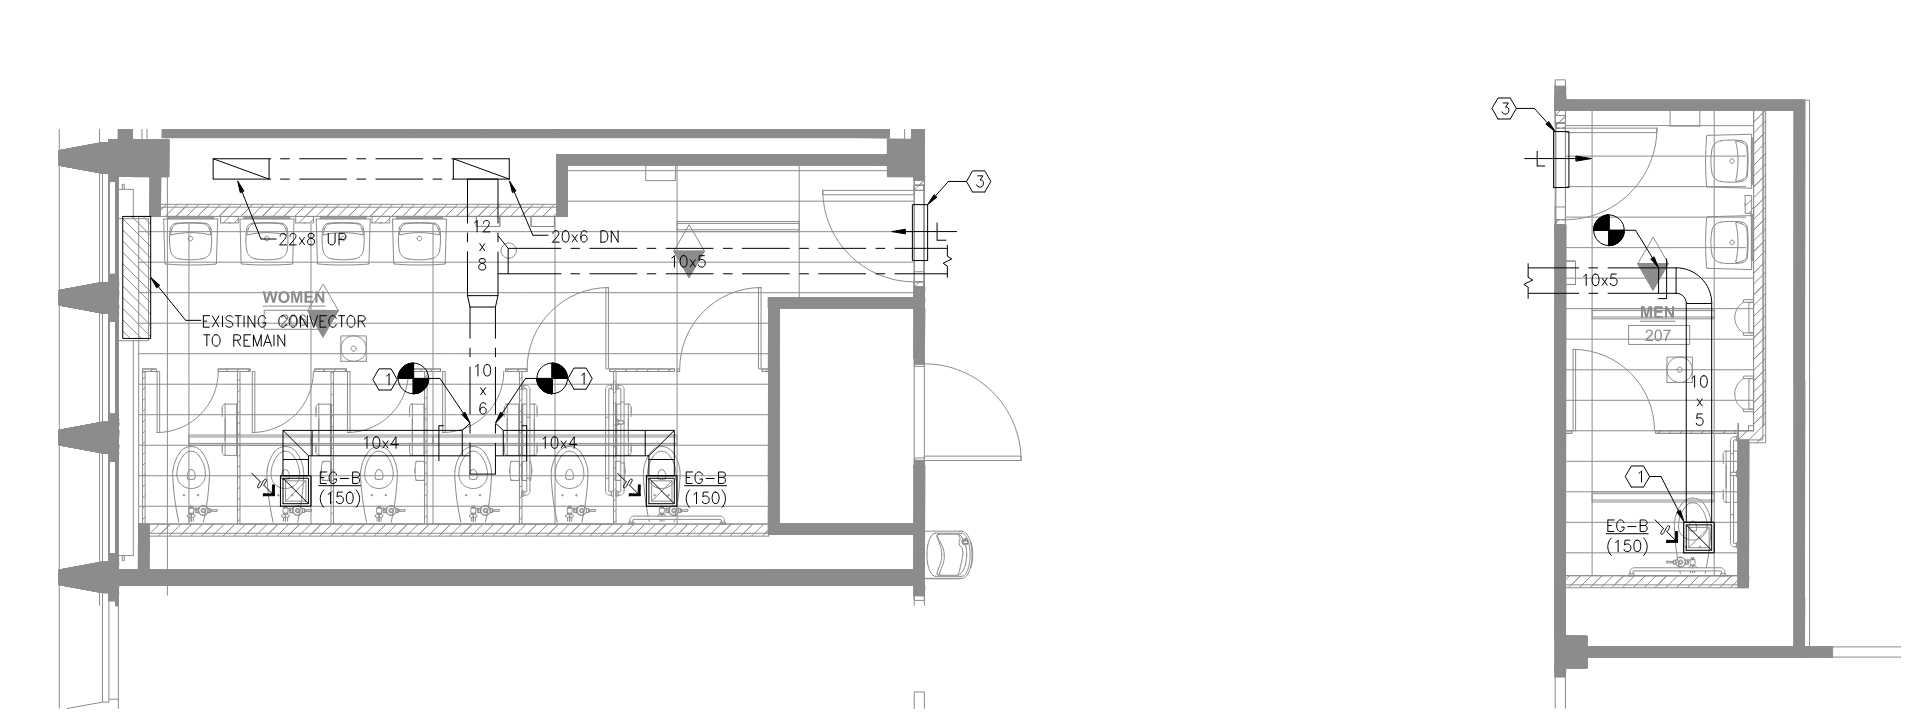 3
12
x
8
22x8 UP
20x6 DN
10x5
WOMEN
EXISTING CONVECTOR
TO REMAIN
1
1
10
x
6
10x4
10x4
EG-B
(150)
EG-B
(150)
3
10x5
MEN
207
10
x
5
1
EG-B
(150)